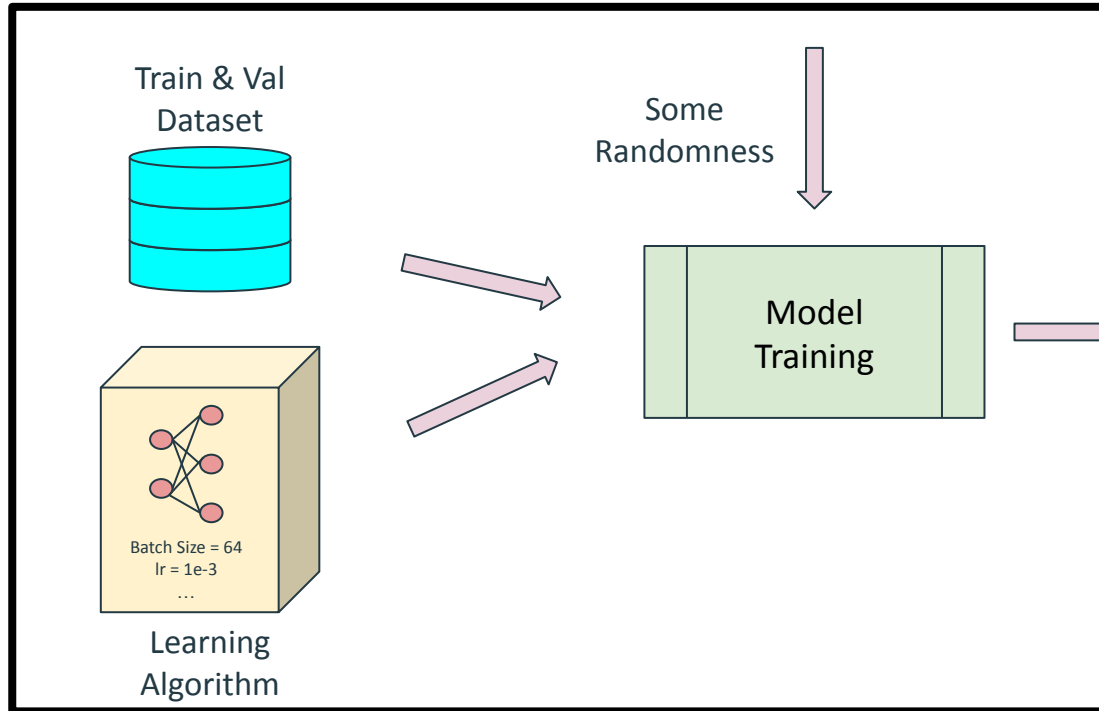 Train & Val
Dataset
Some
Randomness
Model
Training
Batch Size = 64
lr = 1e-3
...
Learning
Algorithm